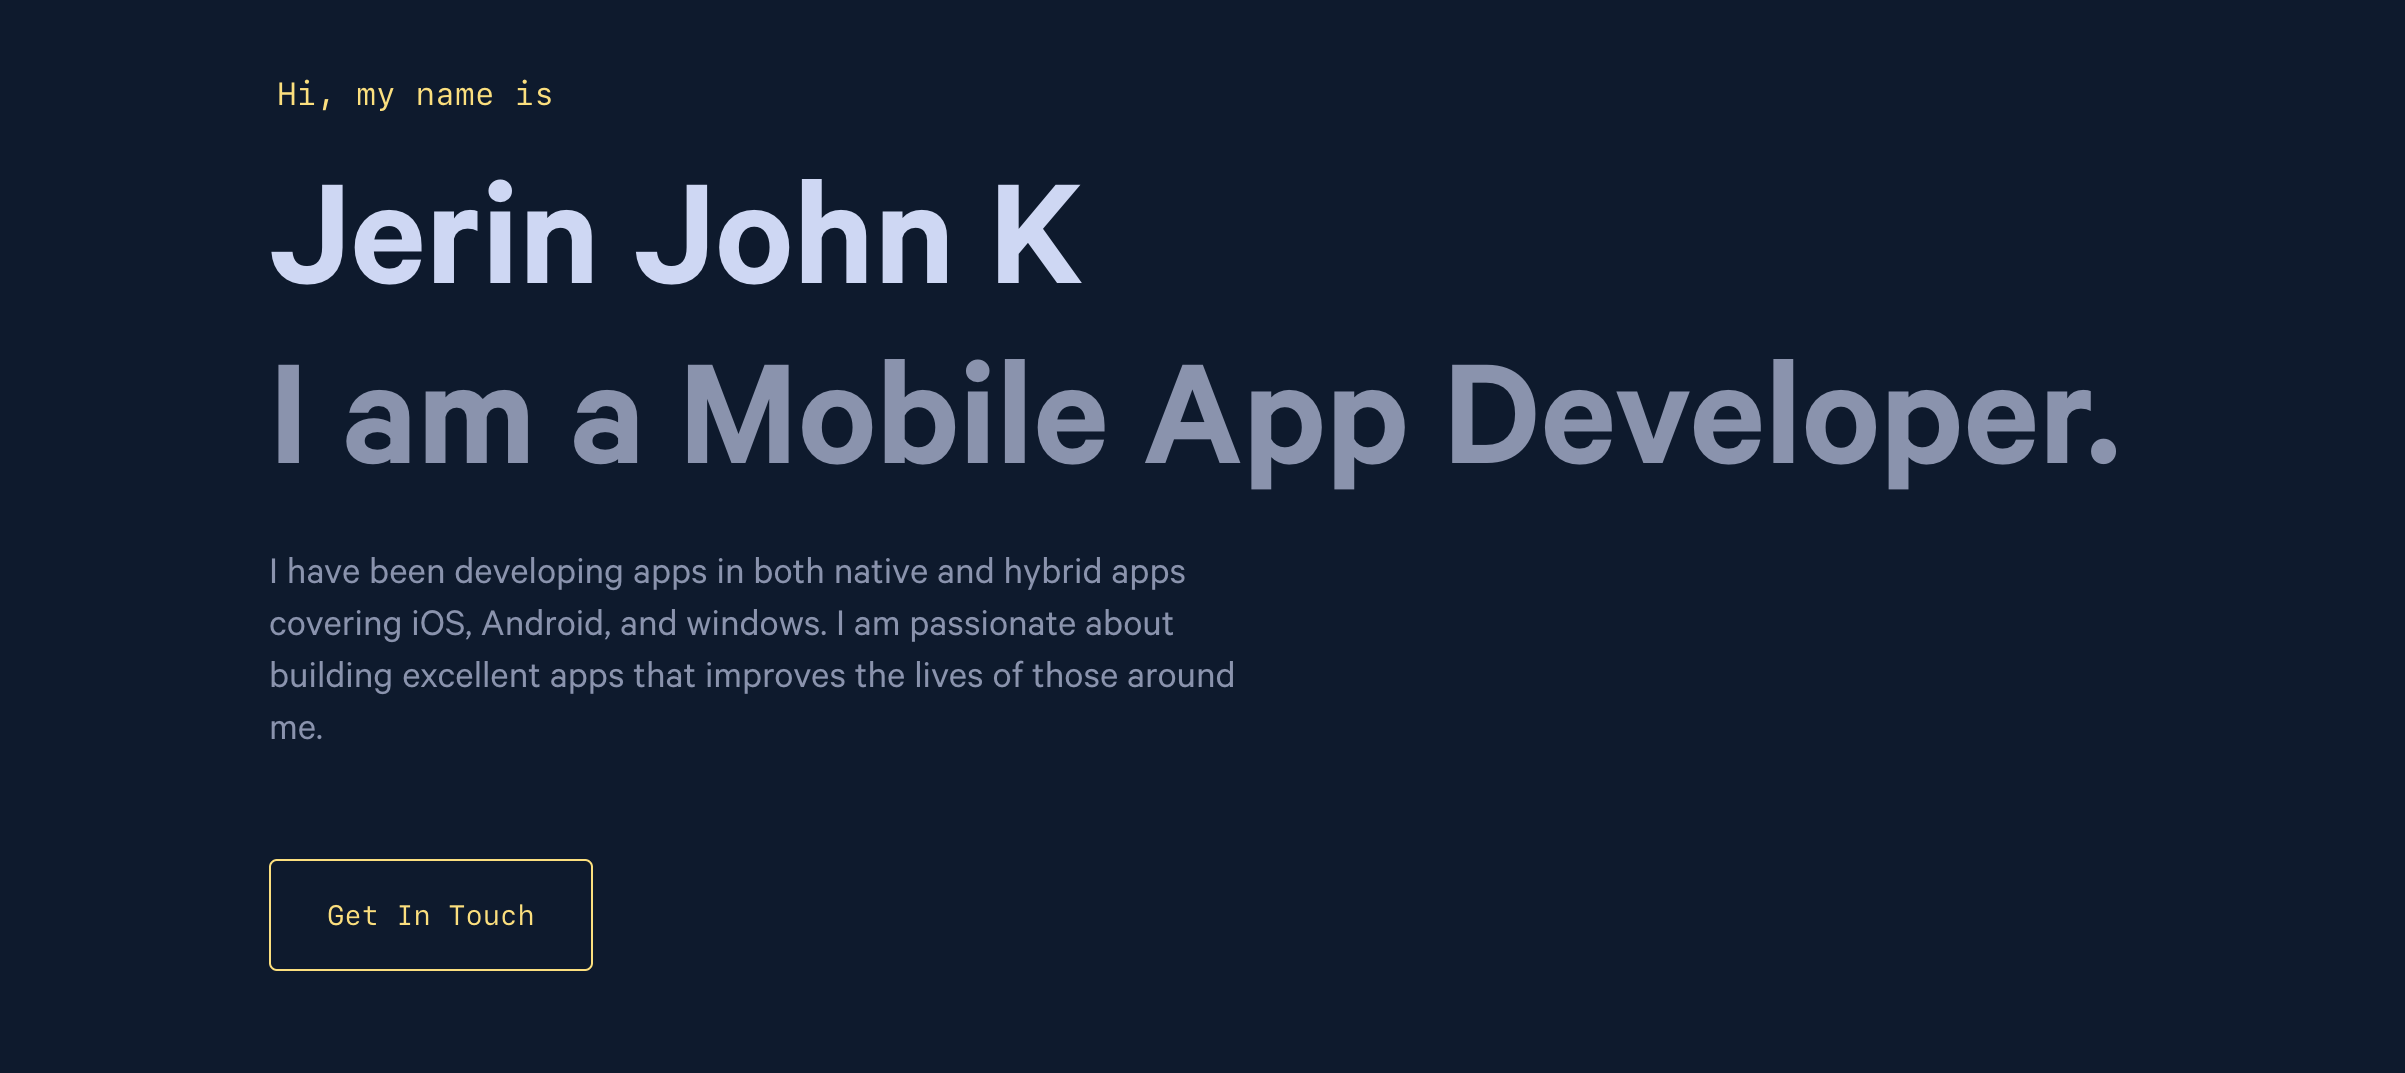 Hi, my name is
Jerin John K
I am a Mobile App Developer.
I have been developing apps in both native and hybrid apps
covering iOS, Android, and windows. I am passionate about
building excellent apps that improves the lives of those around
me.
Get In Touch